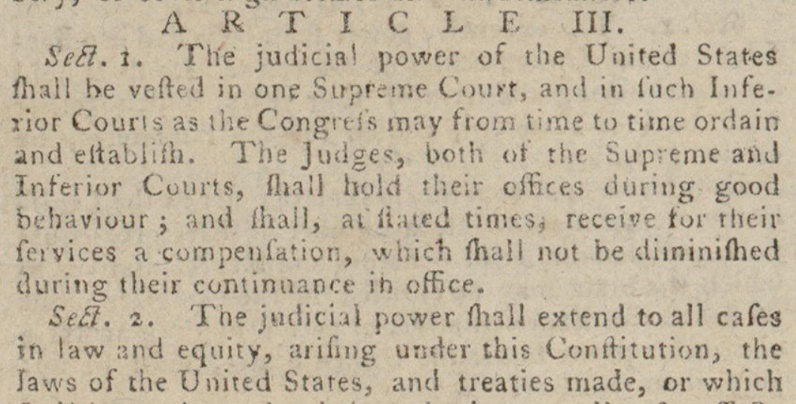 ARTICLE III.
Sect. 1. The judicial power of the United States
ſhall be veſted in one Supreme Court, and in ſuch Infe-
rior Courts as the Congreſs may from time to time ordain
and eſtabliſh. The Judges, both of the Supreme and
Inferior Courts, ſhall hold their offices during good
behaviour; and ſhall, at ſtated times, receive for their
ſervices a compenſation, which ſhall not be diminiſhed
during their continuance in office.
Sect. 2. The judicial power ſhall extend to all caſes
in law and equity, ariſing under this Conſtitution, the
laws of the United States, and treaties made, or which